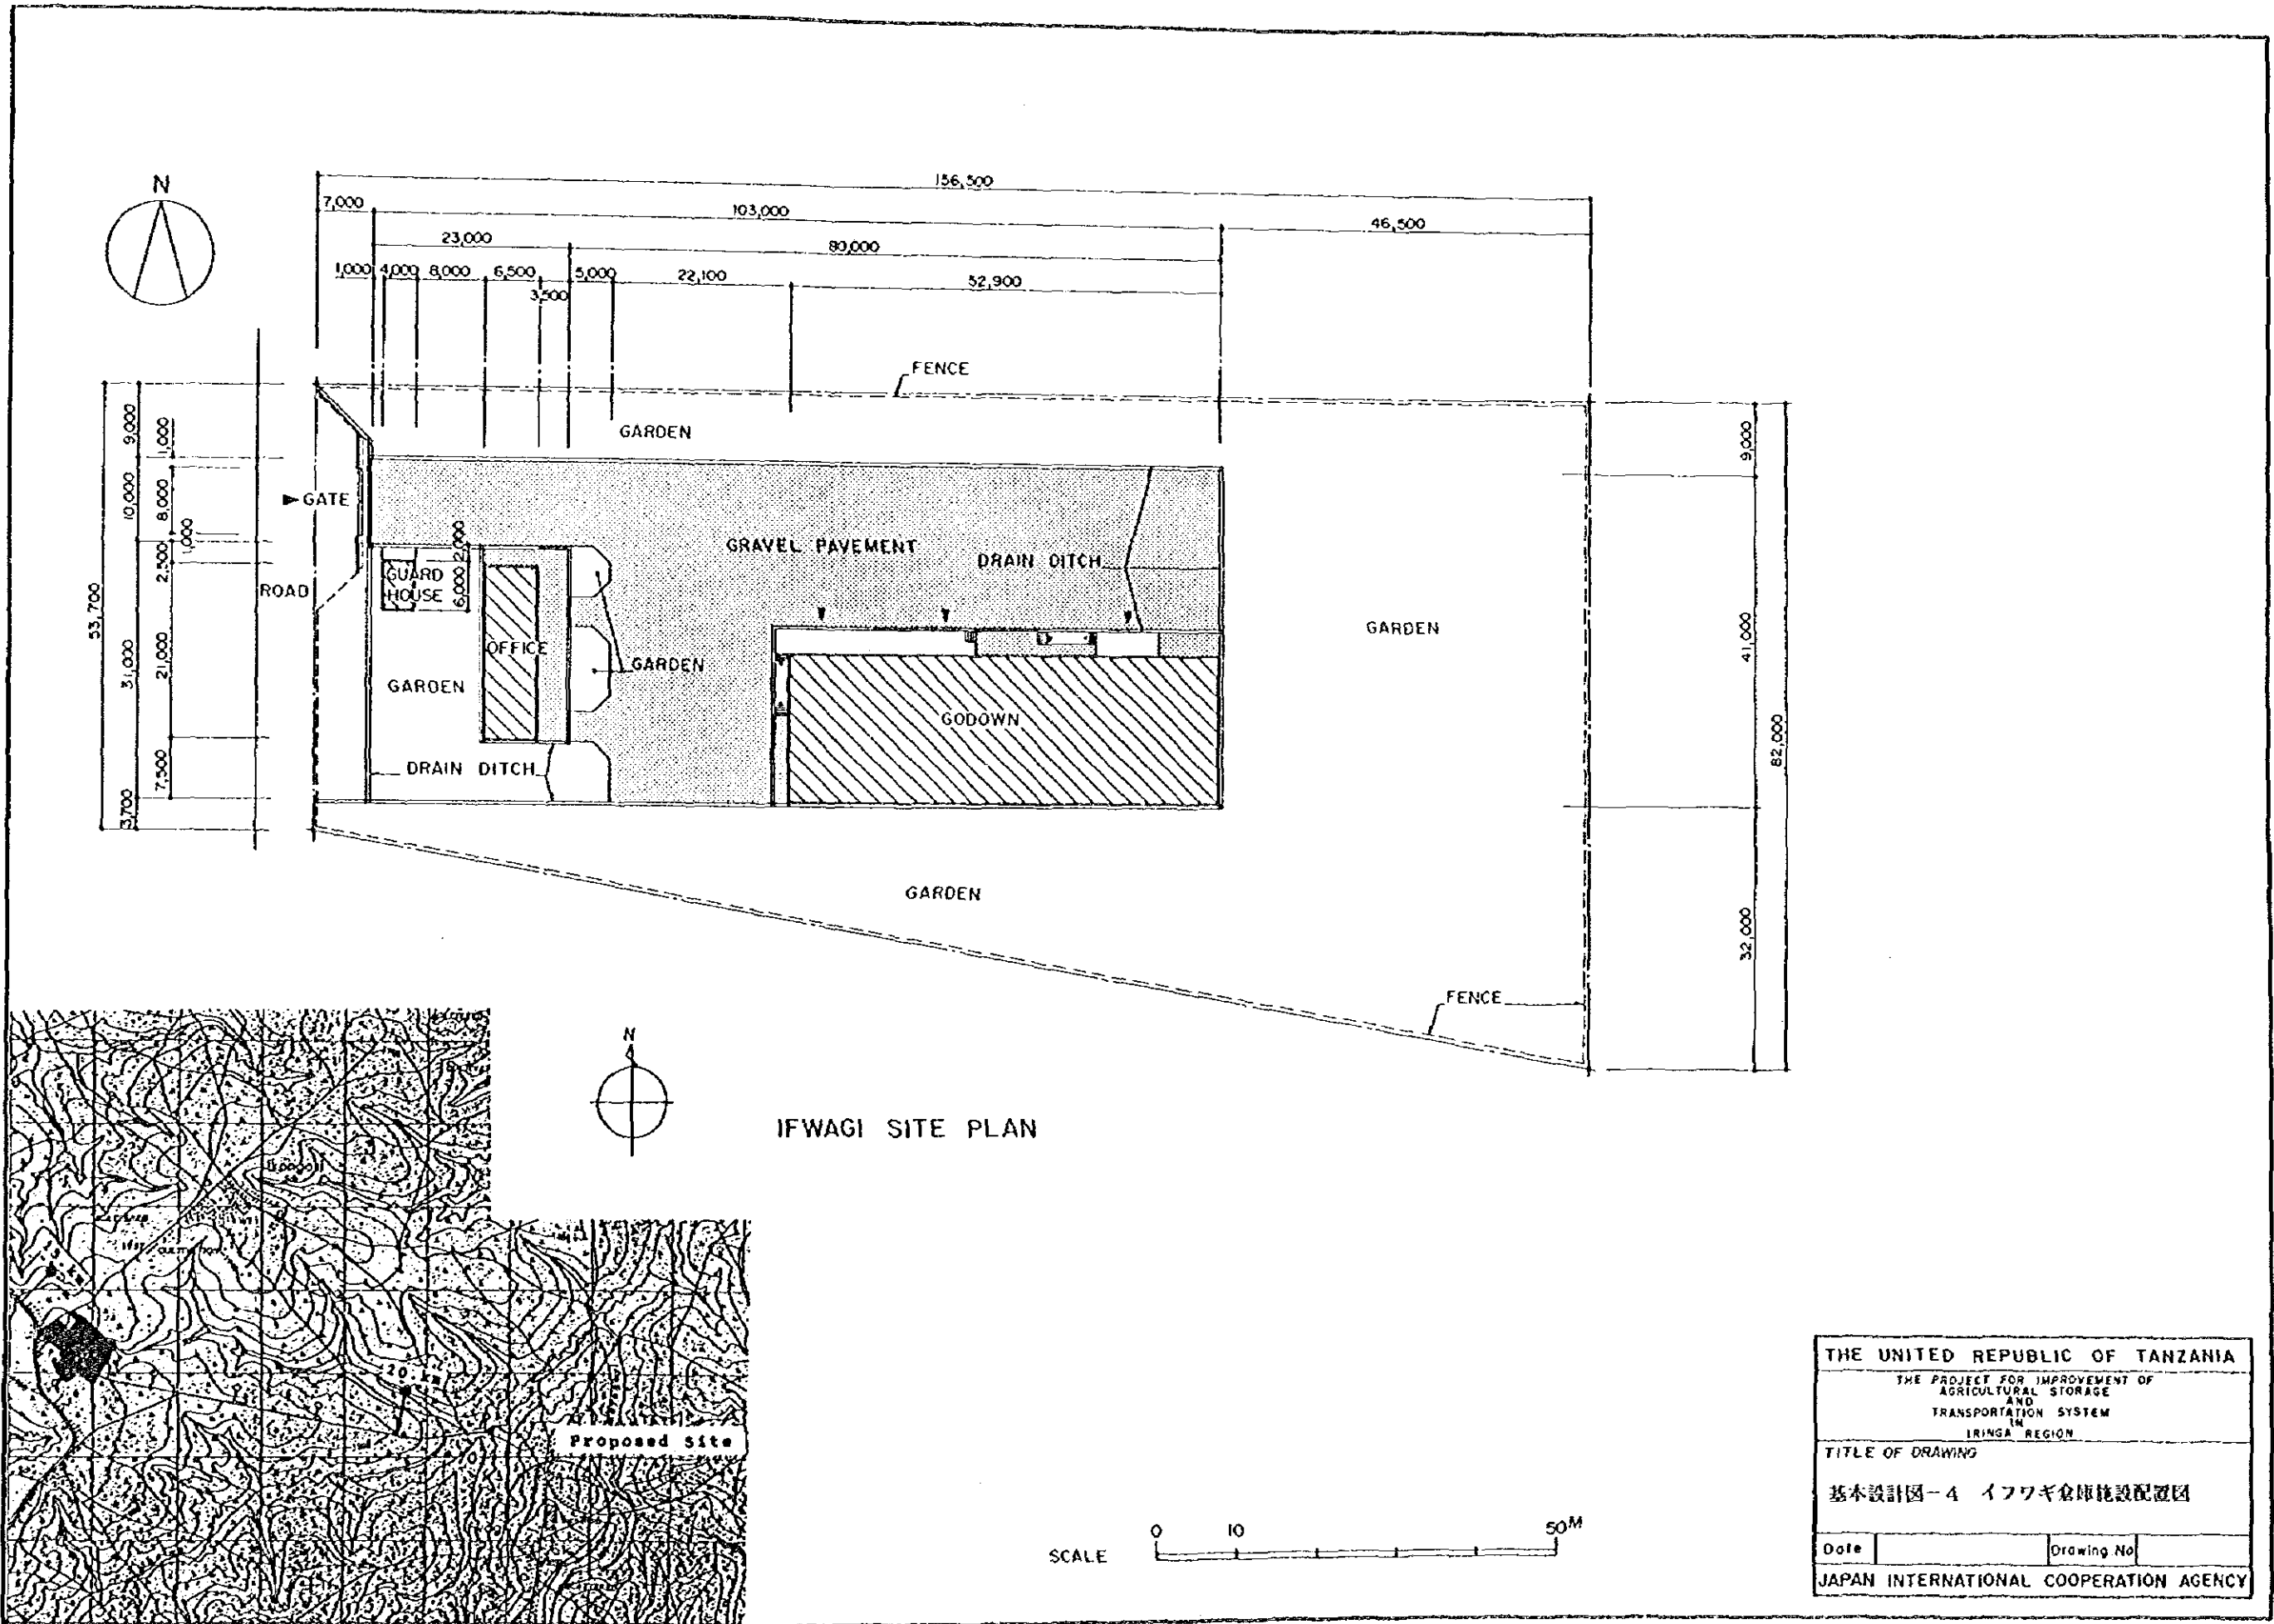 N
156,500
7,000
103,000
46,500
23,000
80,000
1,000
4,000
8,000
6,500
3,500
5,000
22,100
52,900
FENCE
GARDEN
9,000
1,000
10,000
8,000
1,000
2,500
53,700
31,000
21,000
7,500
3,700
GATE
ROAD
GRAVEL PAVEMENT
DRAIN DITCH
2,000
6,000
GUARD
HOUSE
OFFICE
GARDEN
GARDEN
DRAIN DITCH
GODOWN
GARDEN
9,000
41,000
82,000
32,000
GARDEN
FENCE
N
IFWAGI SITE PLAN
20.km
Proposed Site
SCALE
0 10 50M
THE UNITED REPUBLIC OF TANZANIA
THE PROJECT FOR IMPROVEMENT OF
AGRICULTURAL STORAGE
AND
TRANSPORTATION SYSTEM
IN
IRINGA REGION
TITLE OF DRAWING
基本設計図-4 イフワギ倉庫施設配置図
Date
Drawing No
JAPAN INTERNATIONAL COOPERATION AGENCY